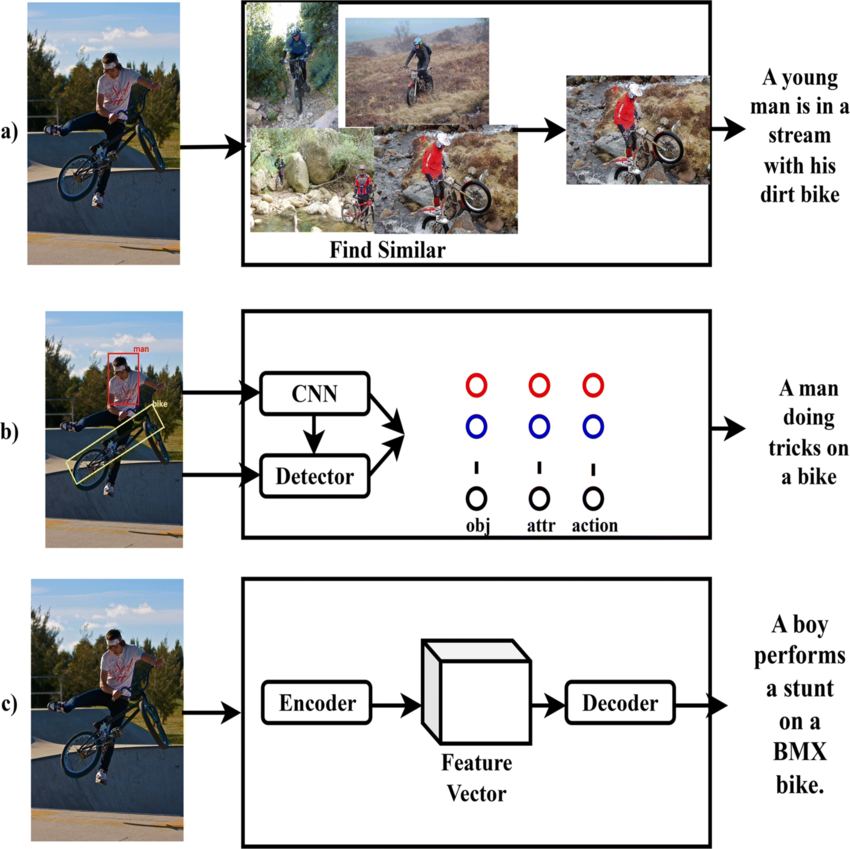 a)
Find Similar
A young
man is in a
stream
with his
dirt bike
b)
man
bike
CNN
Detector
obj attr action
A man
doing
tricks on
a bike
c)
Encoder
Feature
Vector
Decoder
A boy
performs
a stunt
on a
BMX
bike.